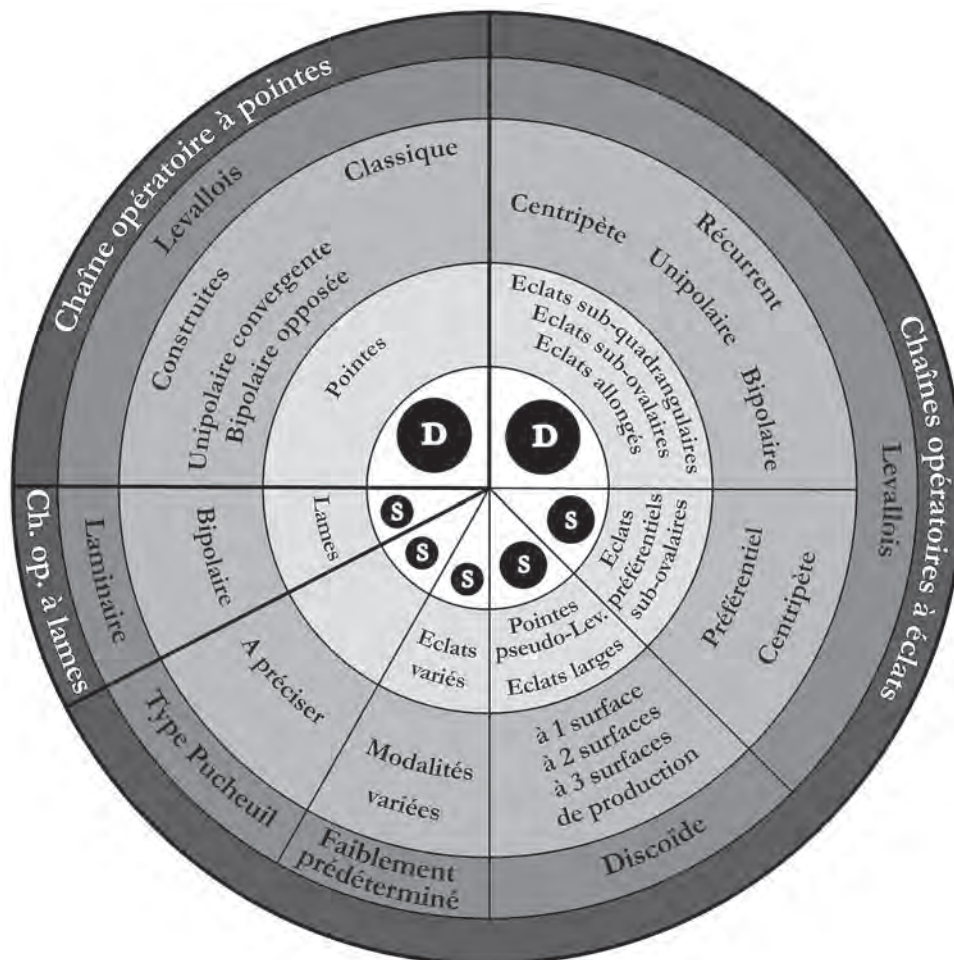 Chaîne opératoire à pointes
Levallois
Classique
Construites
Unipolaire convergente
Bipolaire opposée
Pointes
D
Chaînes opératoires à éclats
Levallois
Récurrent
Centripète
Unipolaire
Bipolaire
Eclats sub-quadrangulaires
Eclats sub-ovalaires
Eclats allongés
D
Préférentiel
Centripète
Eclats
préférentiels
sub-ovalaires
S
Discoïde
à 1 surface
à 2 surfaces
à 3 surfaces
de production
Pointes
pseudo-Lev.
Eclats larges
S
Faiblement
prédéterminé
Modalités
variées
Eclats
variés
S
Type Pucheuil
A préciser
S
Ch. op. à lames
Laminaire
Bipolaire
Lames
S